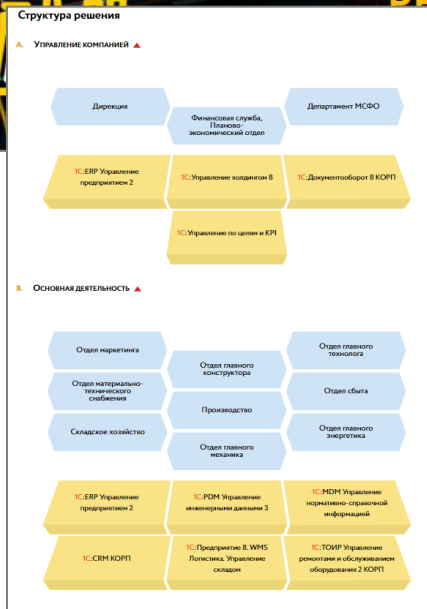 Структура решения
A. Управление компанией
Дирекция
Финансовая служба,
Планово-
экономический отдел
Департамент МСФО
1С:ERP Управление
предприятием 2
1С:Управление холдингом 8
1С:Документооборот 8 КОРП
1С:Управление по целям и KPI
B. Основная деятельность
Отдел маркетинга
Отдел главного
конструктора
Отдел главного
технолога
Отдел материально-
технического
снабжения
Производство
Отдел сбыта
Складское хозяйство
Отдел главного
механика
Отдел главного
энергетика
1С:ERP Управление
предприятием 2
1С:PDM Управление
инженерными данными 3
1С:MDM Управление
нормативно-справочной
информацией
1С:CRM КОРП
1С:Предприятие 8. WMS
Логистика. Управление
складом
1С:ТОИР Управление
ремонтами и обслуживанием
оборудования 2 КОРП